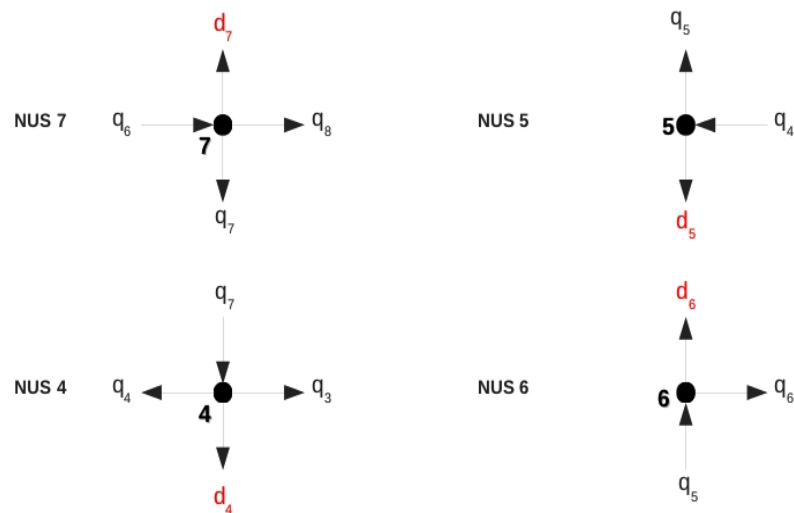 d₇
NUS 7
q₆
q₈
7
q₇
q₅
NUS 5
5
q₄
d₅
q₇
NUS 4
q₄
q₃
4
d₄
d₆
NUS 6
6
q₆
q₅